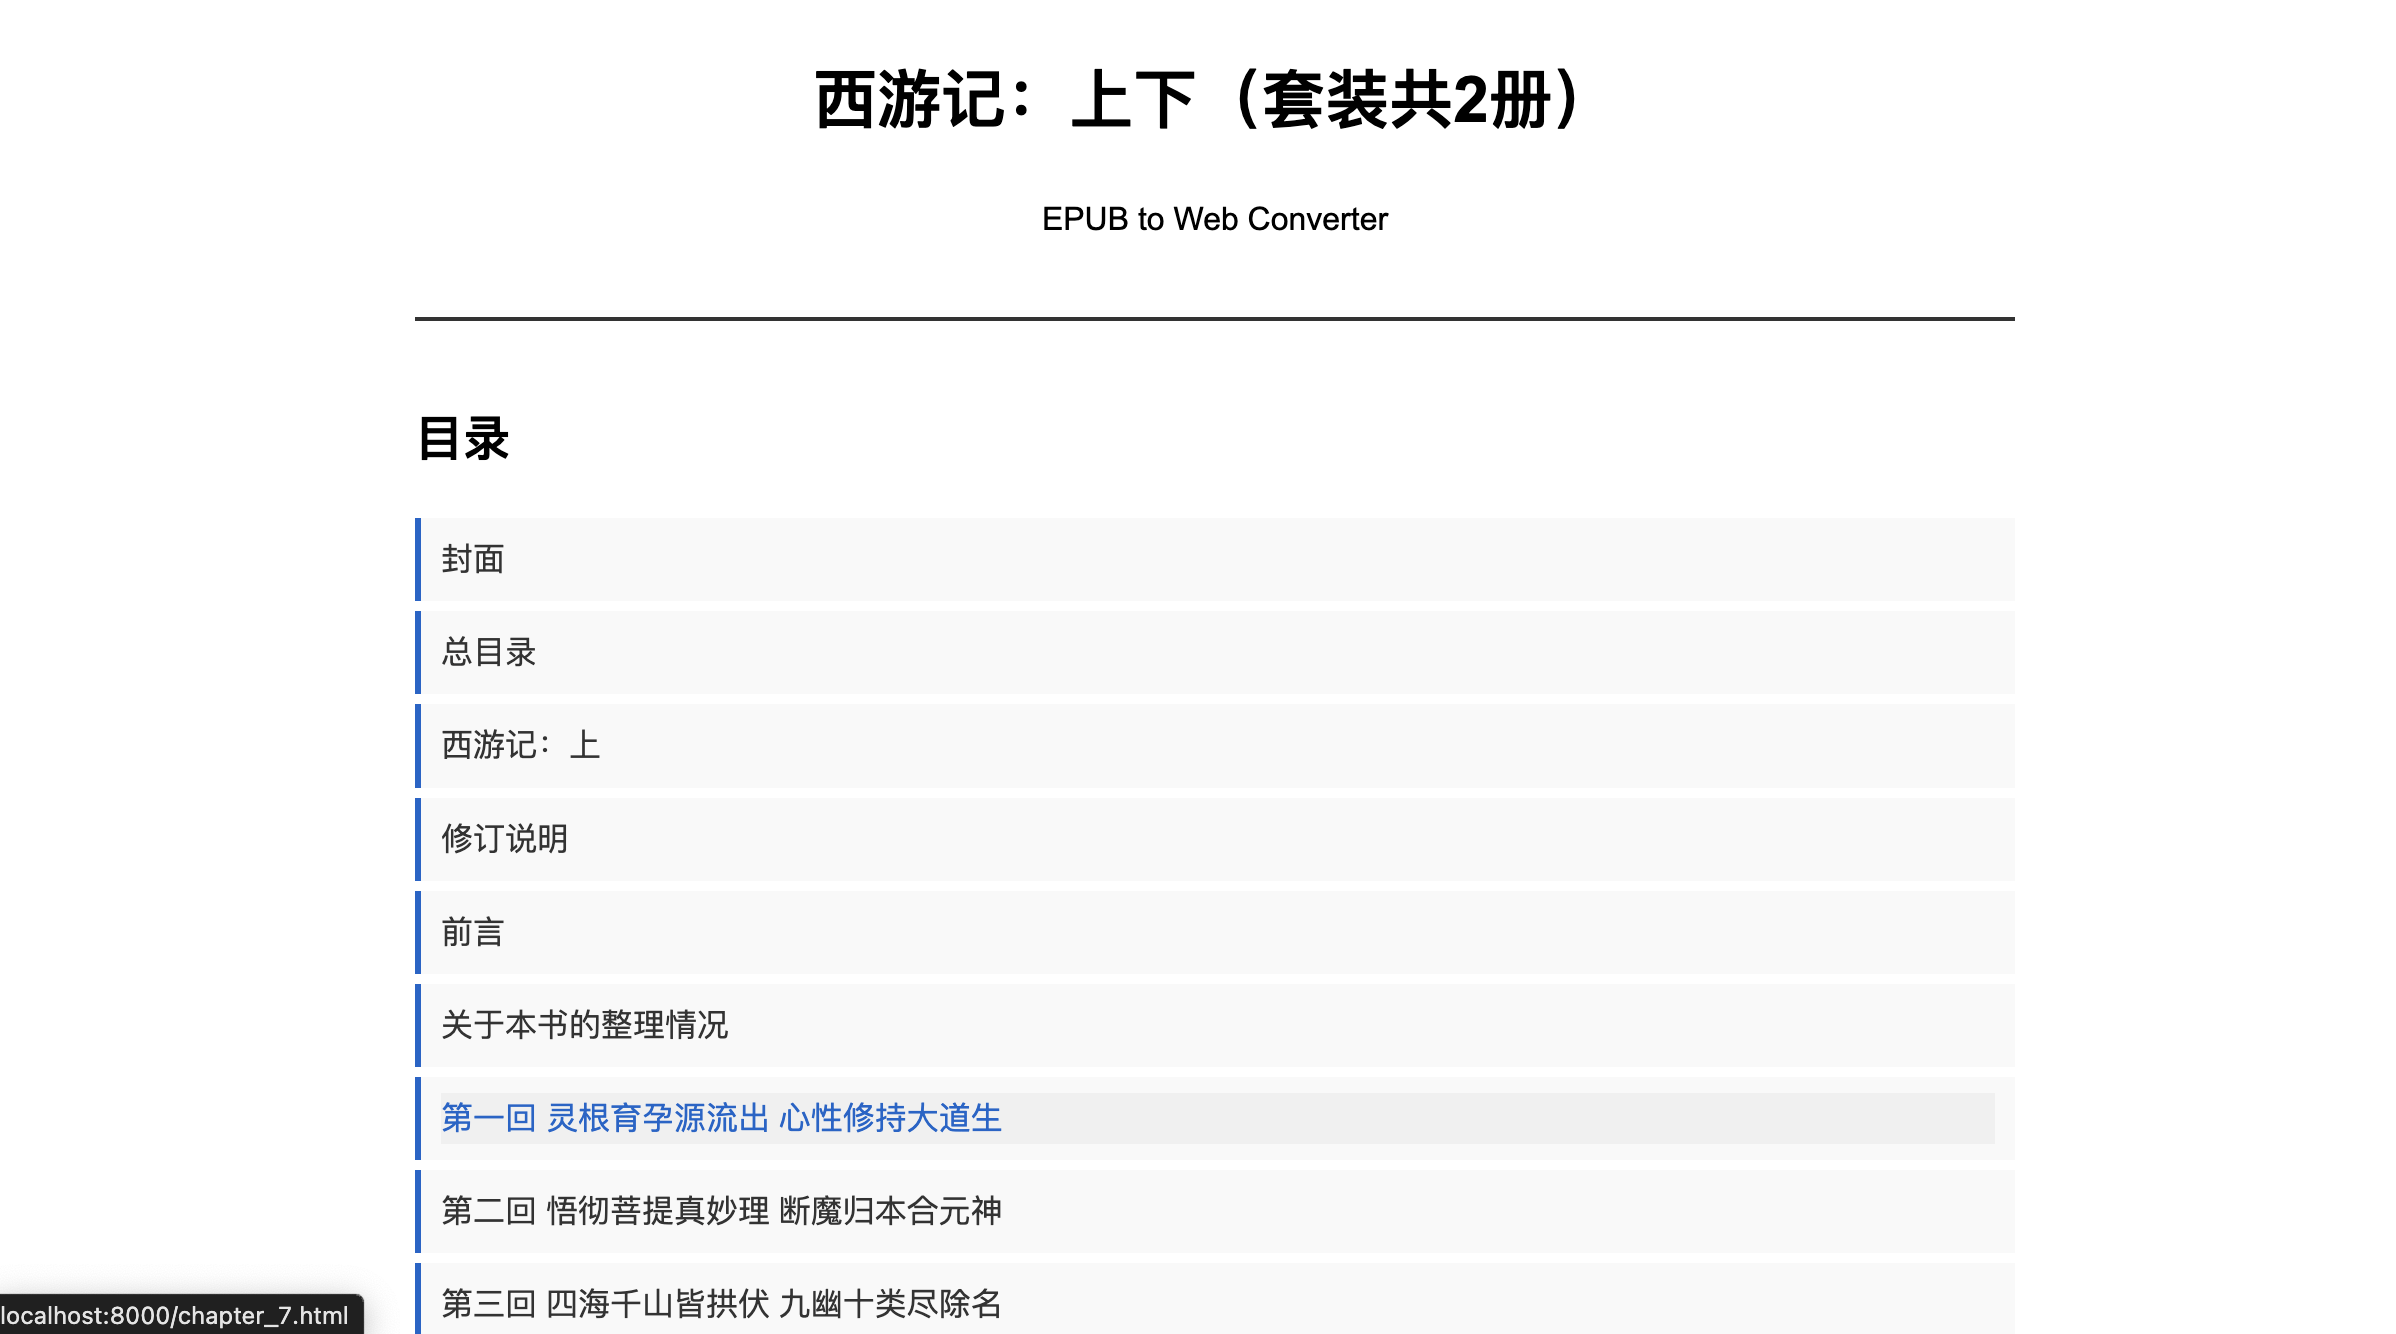 西游记：上下（套装共2册）
EPUB to Web Converter
目录
封面
总目录
西游记：上
修订说明
前言
关于本书的整理情况
第一回 灵根育孕源流出 心性修持大道生
第二回 悟彻菩提真妙理 断魔归本合元神
第三回 四海千山皆拱伏 九幽十类尽除名
localhost:8000/chapter_7.html